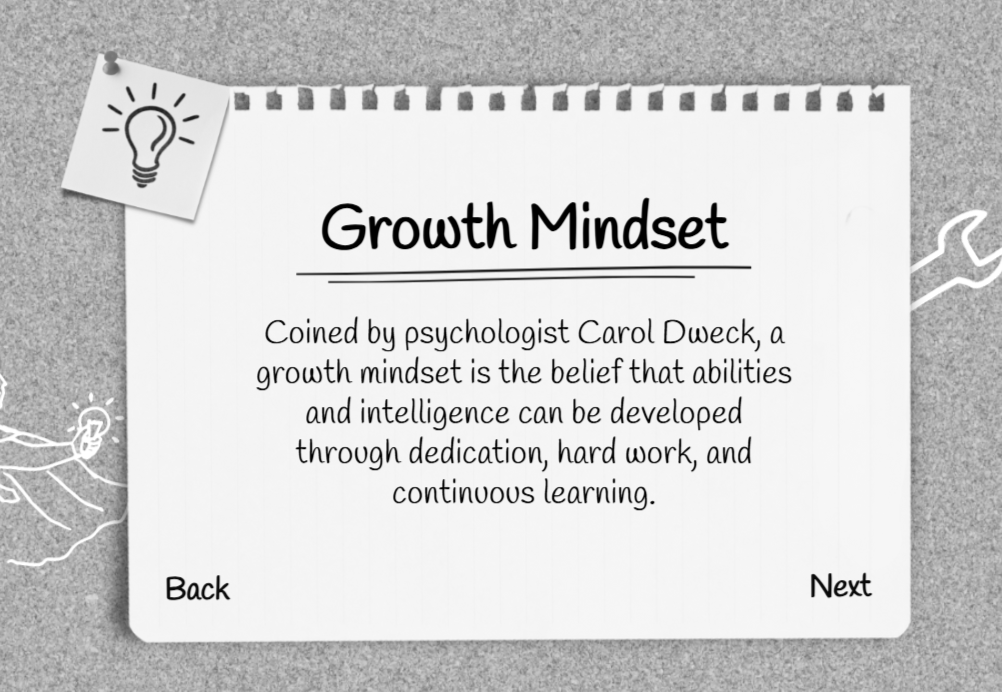 Growth Mindset
Coined by psychologist Carol Dweck, a
growth mindset is the belief that abilities
and intelligence can be developed
through dedication, hard work, and
continuous learning.
Back
Next